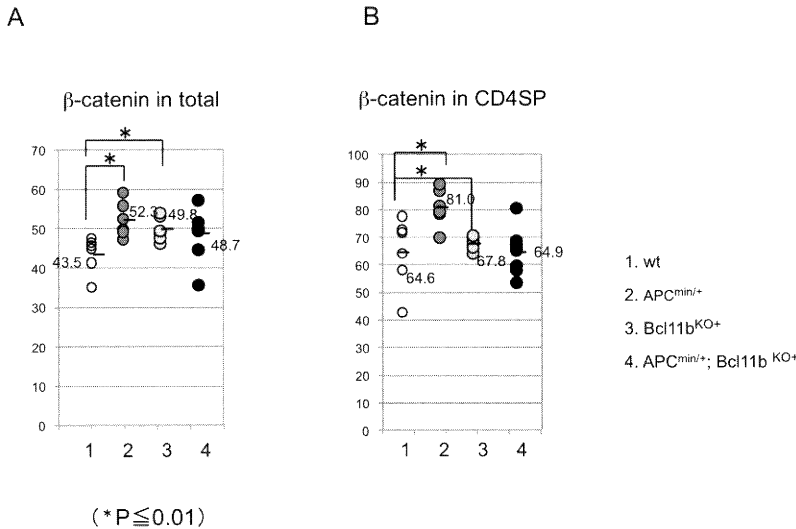 A
B
β-catenin in total
β-catenin in CD4SP
*
*
70
60
50
40
30
20
10
0
43.5
52.3
49.8
48.7
1 2 3 4
*
*
100
90
80
70
60
50
40
30
20
10
0
64.6
81.0
67.8
64.9
1 2 3 4
1. wt
2. APCmin/+
3. Bcl11bKO+
4. APCmin/+; Bcl11b KO+
(*P≦0.01)